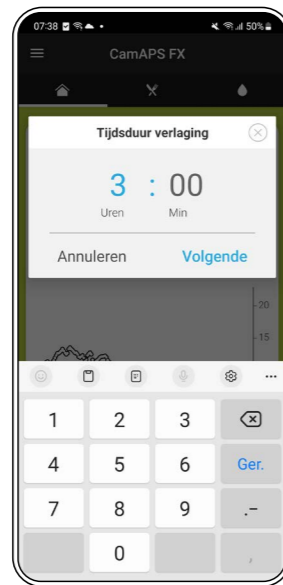 07:38 50%
CamAPS FX
Tijdsduur verlaging
3 : 00
Uren Min
Annuleren Volgende
20
15
1 2 3
4 5 6 Ger.
7 8 9 .-
0 ,